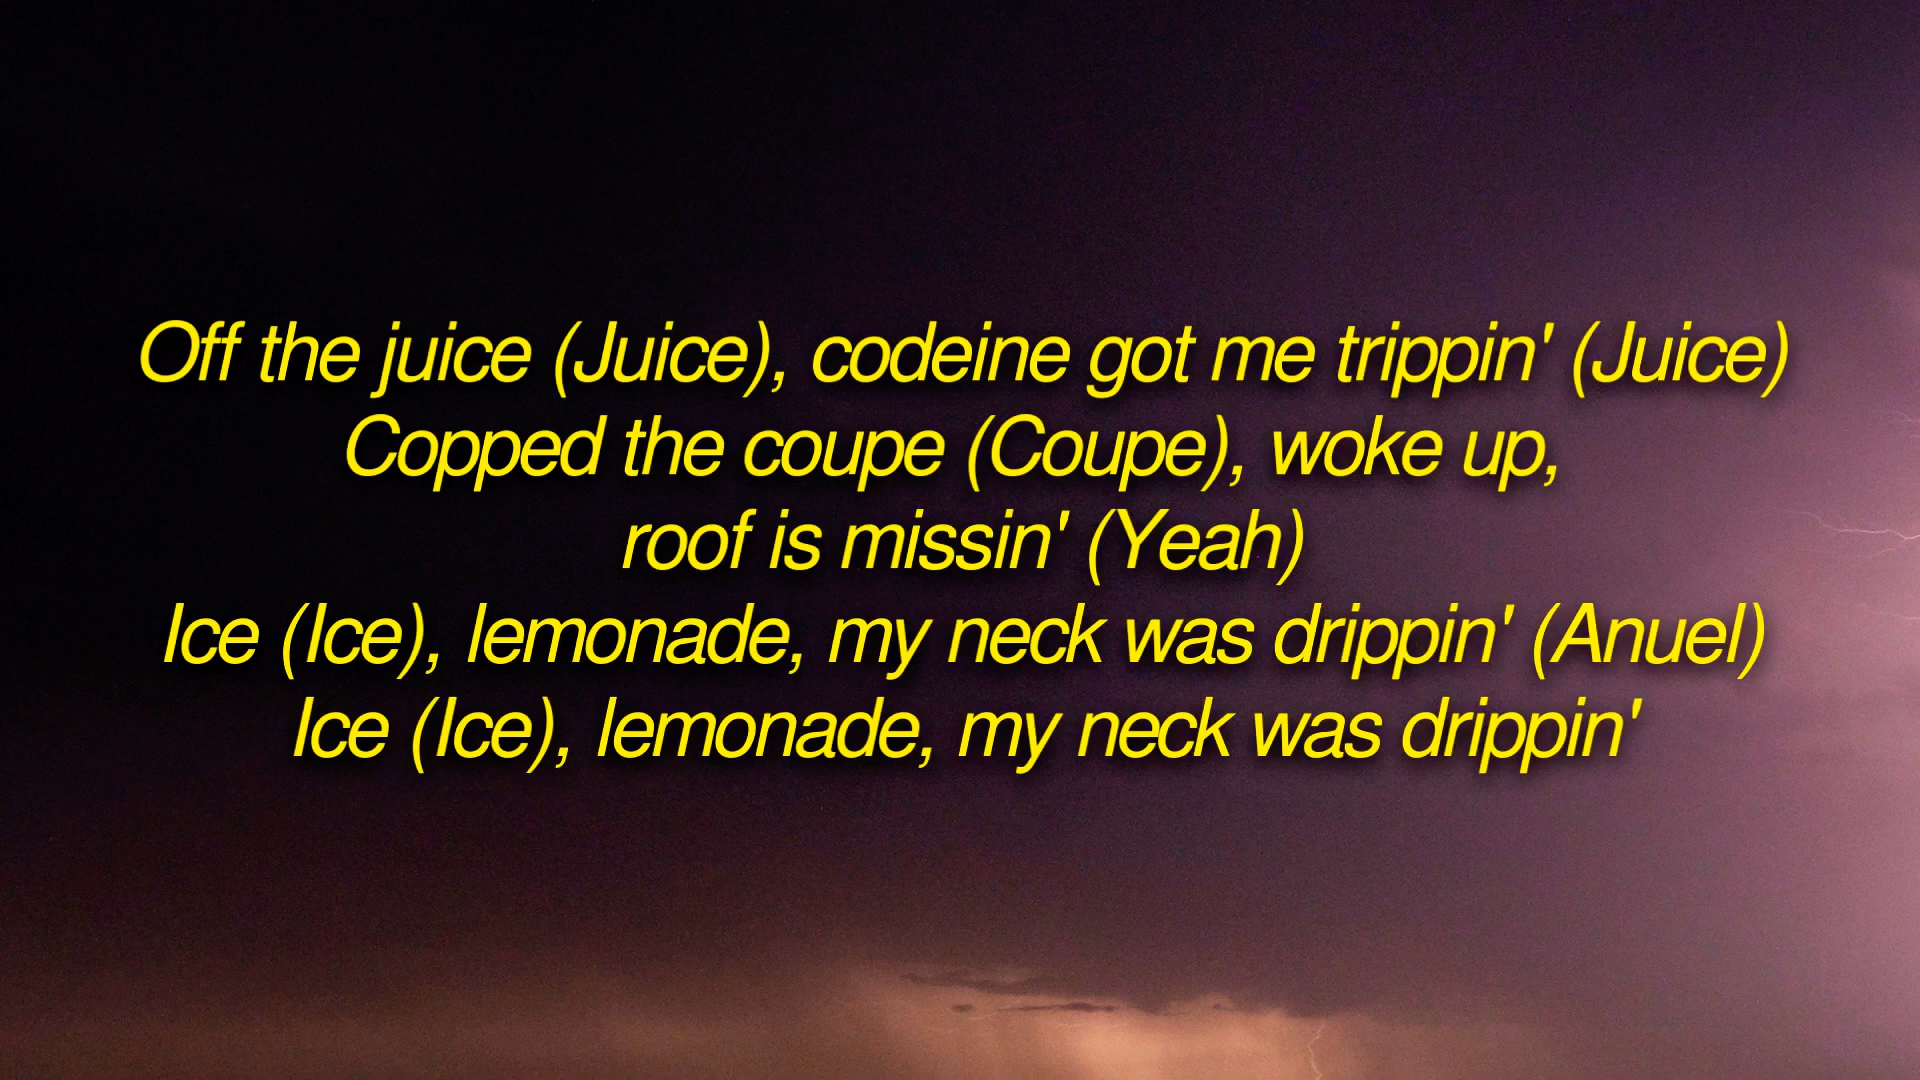 Off the juice (Juice), codeine got me trippin' (Juice)
Copped the coupe (Coupe), woke up,
roof is missin' (Yeah)
Ice (Ice), lemonade, my neck was drippin' (Anuel)
Ice (Ice), lemonade, my neck was drippin'